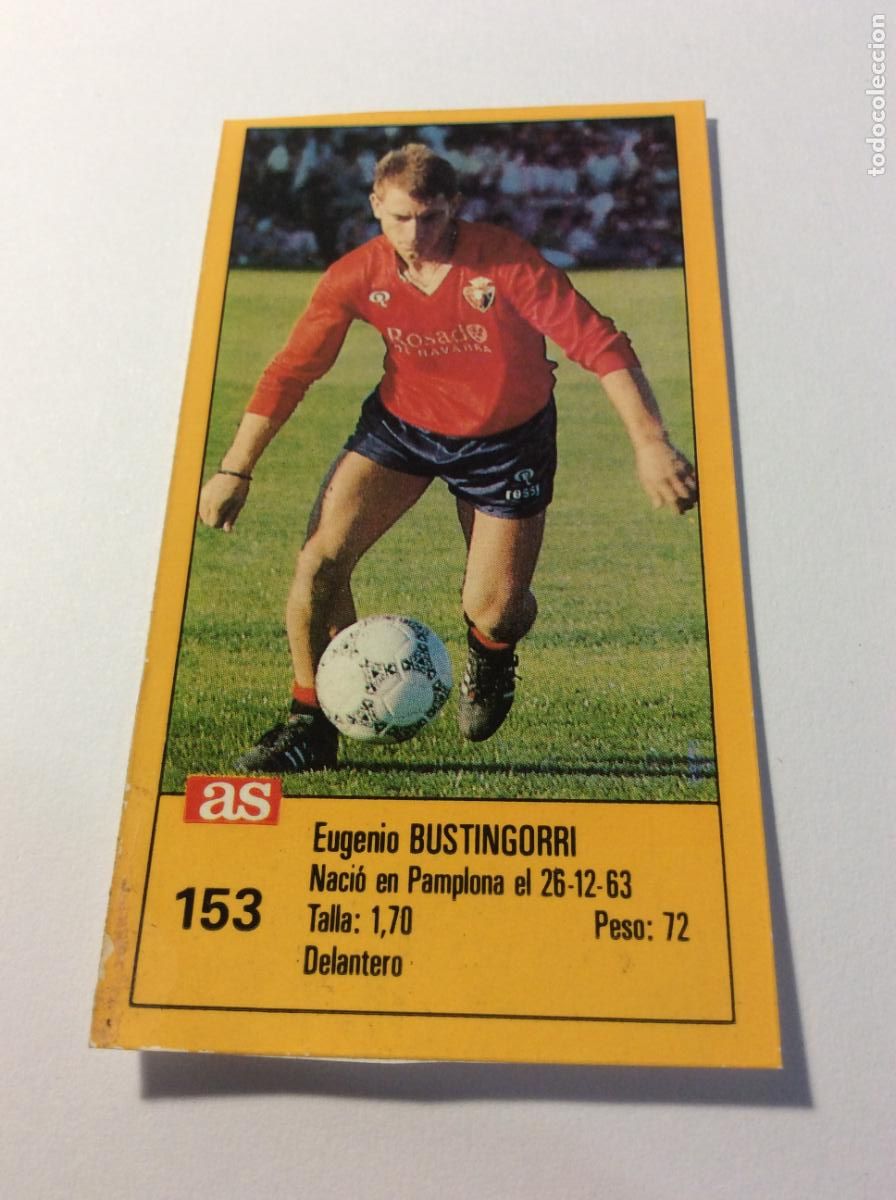 todocoleccion
Rosado
DE NAVARRA
rossi
as
Eugenio BUSTINGORRI
Nació en Pamplona el 26-12-63
153
Talla: 1,70
Peso: 72
Delantero